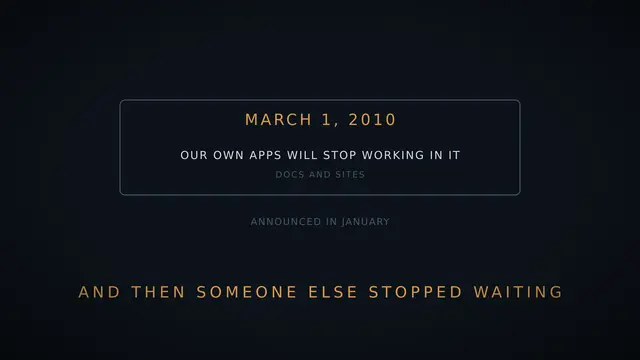 MARCH 1, 2010
OUR OWN APPS WILL STOP WORKING IN IT
DOCS AND SITES
ANNOUNCED IN JANUARY
AND THEN SOMEONE ELSE STOPPED WAITING